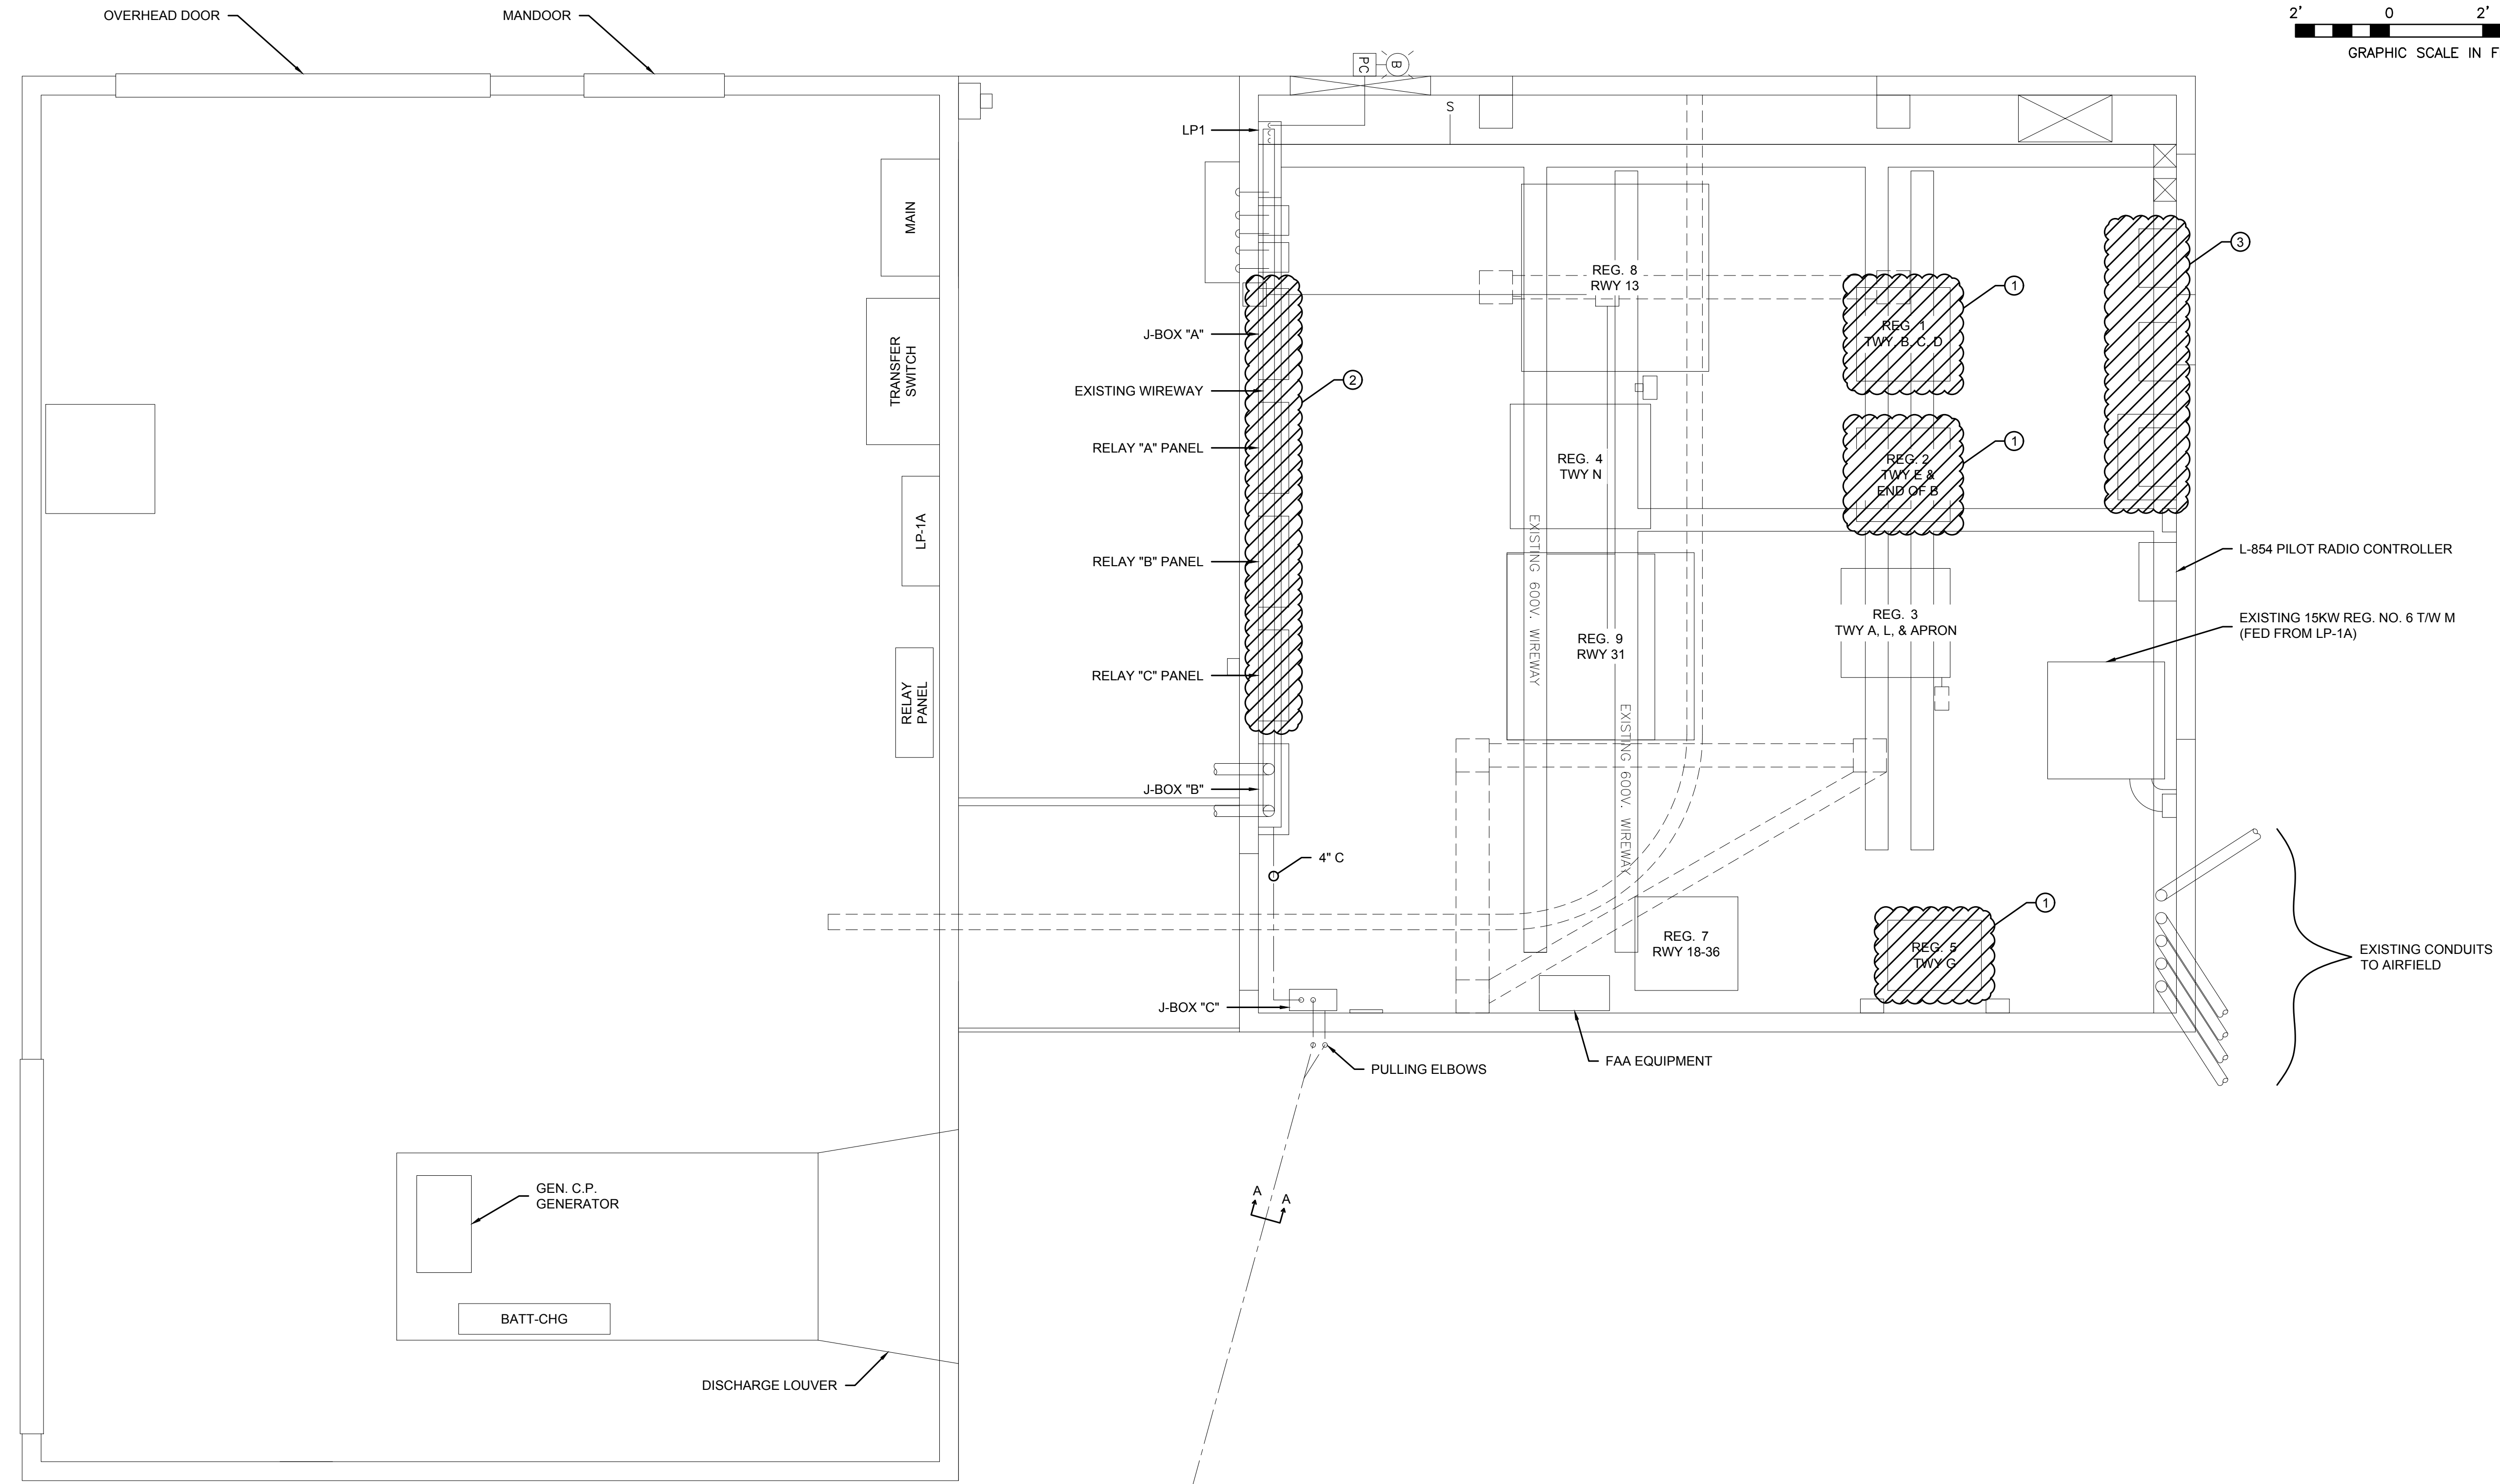 OVERHEAD DOOR
MANDOOR
2' 0 2'
GRAPHIC SCALE IN F
PC
B
S
LP1
MAIN
3
REG. 8
RWY 13
1
REG. 1
TWY. B, C, D
J-BOX "A"
TRANSFER
SWITCH
2
EXISTING WIREWAY
RELAY "A" PANEL
REG. 4
TWY N
1
REG. 2
TWY E &
END OF B
LP-1A
EXISTING 600V. WIREWAY
L-854 PILOT RADIO CONTROLLER
RELAY "B" PANEL
REG. 3
TWY A, L, & APRON
EXISTING 15KW REG. NO. 6 T/W M
(FED FROM LP-1A)
REG. 9
RWY 31
RELAY "C" PANEL
RELAY
PANEL
EXISTING 600V. WIREWAY
J-BOX "B"
4" C
1
REG. 7
RWY 18-36
REG. 5
TWY G
EXISTING CONDUITS
TO AIRFIELD
J-BOX "C"
PULLING ELBOWS
FAA EQUIPMENT
A
A
GEN. C.P.
GENERATOR
BATT-CHG
DISCHARGE LOUVER